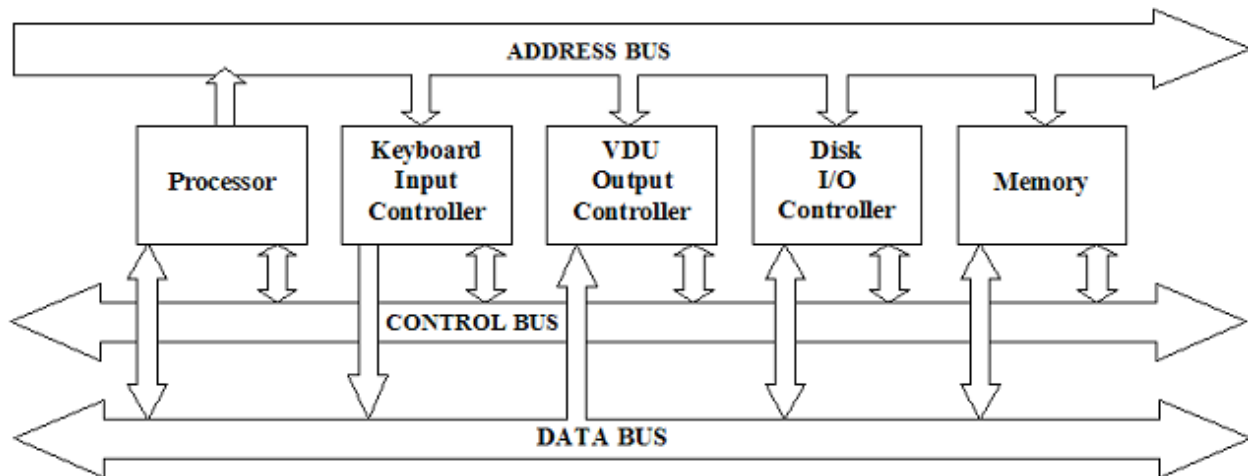 ADDRESS BUS
Processor
Keyboard
Input
Controller
VDU
Output
Controller
Disk
I/O
Controller
Memory
CONTROL BUS
DATA BUS